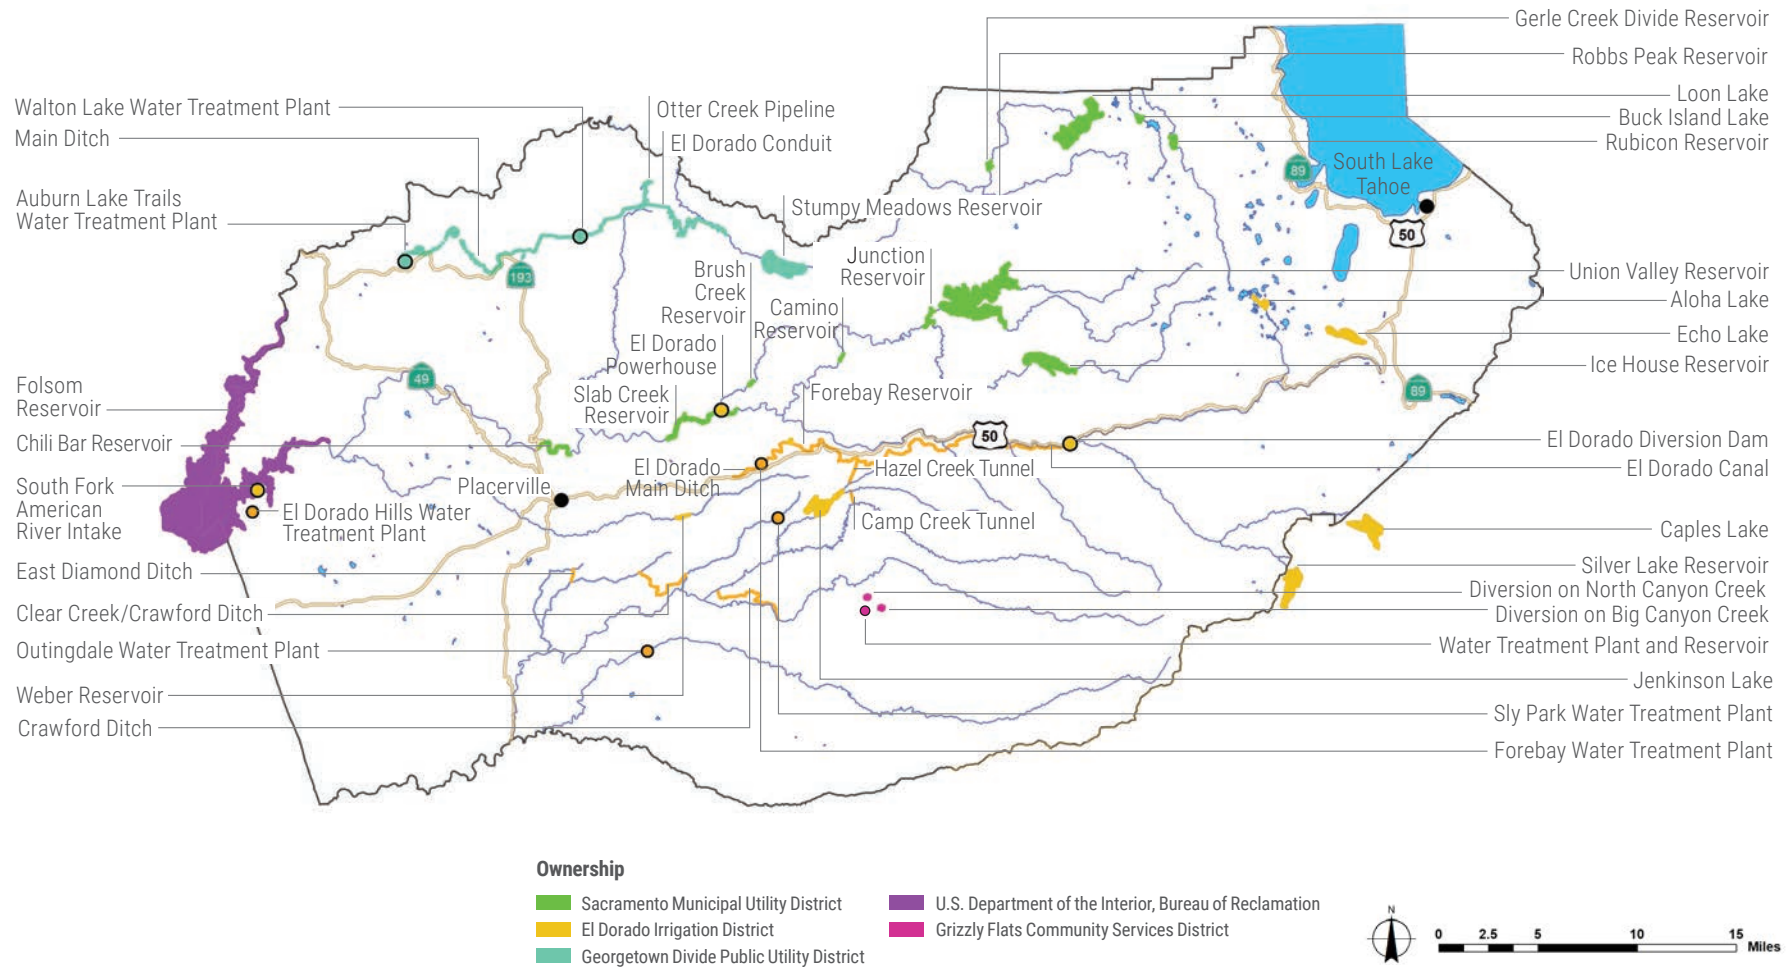 Gerle Creek Divide Reservoir
Robbs Peak Reservoir
Loon Lake
Buck Island Lake
Rubicon Reservoir
Walton Lake Water Treatment Plant
Main Ditch
Auburn Lake Trails
Water Treatment Plant
Otter Creek Pipeline
El Dorado Conduit
Stumpy Meadows Reservoir
South Lake
Tahoe
89
50
193
Junction
Reservoir
Brush
Creek
Reservoir
Camino
Reservoir
El Dorado
Powerhouse
Slab Creek
Reservoir
Forebay Reservoir
Union Valley Reservoir
Aloha Lake
Echo Lake
Ice House Reservoir
49
89
50
Folsom
Reservoir
Chili Bar Reservoir
South Fork
American
River Intake
El Dorado Hills Water
Treatment Plant
Placerville
El Dorado
Main Ditch
Hazel Creek Tunnel
Camp Creek Tunnel
El Dorado Diversion Dam
El Dorado Canal
Caples Lake
Silver Lake Reservoir
Diversion on North Canyon Creek
Diversion on Big Canyon Creek
Water Treatment Plant and Reservoir
Jenkinson Lake
Sly Park Water Treatment Plant
Forebay Water Treatment Plant
East Diamond Ditch
Clear Creek/Crawford Ditch
Outingdale Water Treatment Plant
Weber Reservoir
Crawford Ditch
Ownership
Sacramento Municipal Utility District
El Dorado Irrigation District
Georgetown Divide Public Utility District
U.S. Department of the Interior, Bureau of Reclamation
Grizzly Flats Community Services District
N
0 2.5 5 10 15
Miles